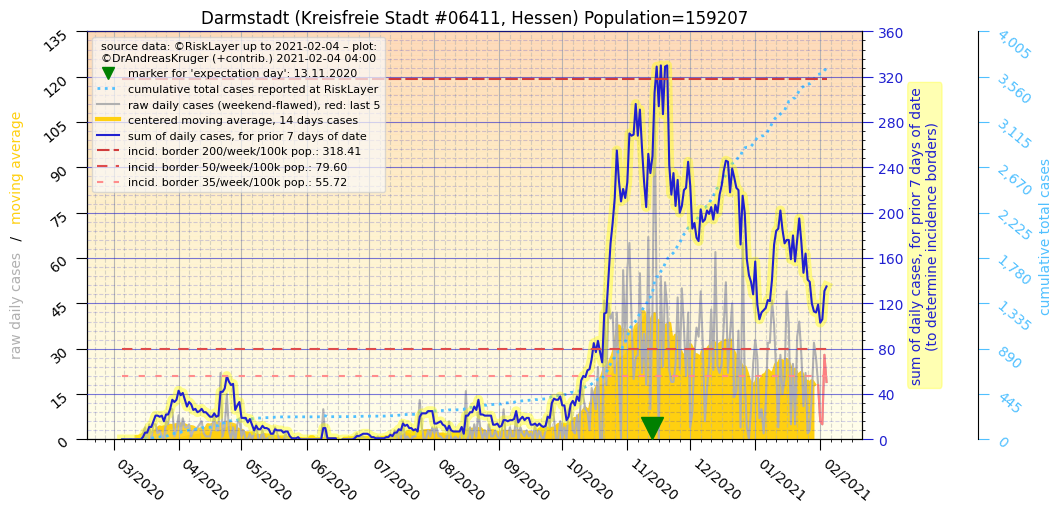 Darmstadt (Kreisfreie Stadt #06411, Hessen) Population=159207
source data: ©RiskLayer up to 2021-02-04 – plot:
©DrAndreasKruger (+contrib.) 2021-02-04 04:00
marker for 'expectation day': 13.11.2020
cumulative total cases reported at RiskLayer
raw daily cases (weekend-flawed), red: last 5
centered moving average, 14 days cases
sum of daily cases, for prior 7 days of date
incid. border 200/week/100k pop.: 318.41
incid. border 50/week/100k pop.: 79.60
incid. border 35/week/100k pop.: 55.72
raw daily cases / moving average
135
120
105
90
75
60
45
30
15
0
03/2020
04/2020
05/2020
06/2020
07/2020
08/2020
09/2020
10/2020
11/2020
12/2020
01/2021
02/2021
360
320
280
240
200
160
120
80
40
0
sum of daily cases, for prior 7 days of date
(to determine incidence borders)
4,005
3,560
3,115
2,670
2,225
1,780
1,335
890
445
0
cumulative total cases